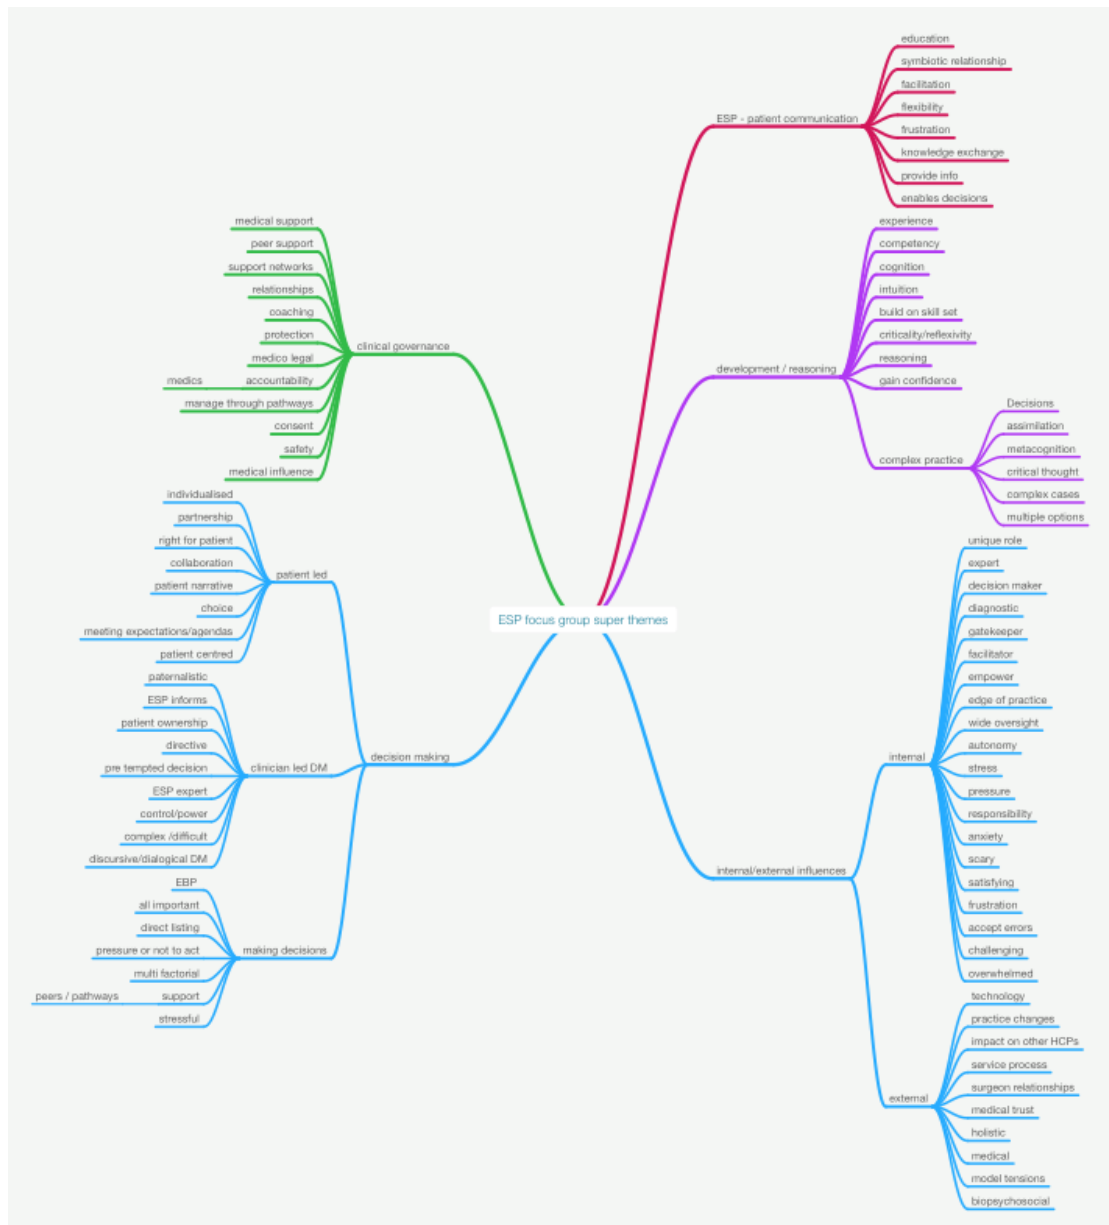 ESP focus group super themes
ESP - patient communication
education
symbiotic relationship
facilitation
flexibility
frustration
knowledge exchange
provide info
enables decisions
development / reasoning
experience
competency
cognition
intuition
build on skill set
criticality/reflexivity
reasoning
gain confidence
complex practice
Decisions
assimilation
metacognition
critical thought
complex cases
multiple options
internal/external influences
internal
unique role
expert
decision maker
diagnostic
gatekeeper
facilitator
empower
edge of practice
wide oversight
autonomy
stress
pressure
responsibility
anxiety
scary
satisfying
frustration
accept errors
challenging
overwhelmed
external
technology
practice changes
impact on other HCPs
service process
surgeon relationships
medical trust
holistic
medical
model tensions
biopsychosocial
clinical governance
medical support
peer support
support networks
relationships
coaching
protection
medico legal
accountability
medics
manage through pathways
consent
safety
medical influence
decision making
patient led
individualised
partnership
right for patient
collaboration
patient narrative
choice
meeting expectations/agendas
patient centred
clinician led DM
paternalistic
ESP informs
patient ownership
directive
pre tempted decision
ESP expert
control/power
complex /difficult
discursive/dialogical DM
making decisions
EBP
all important
direct listing
pressure or not to act
multi factorial
support
peers / pathways
stressful